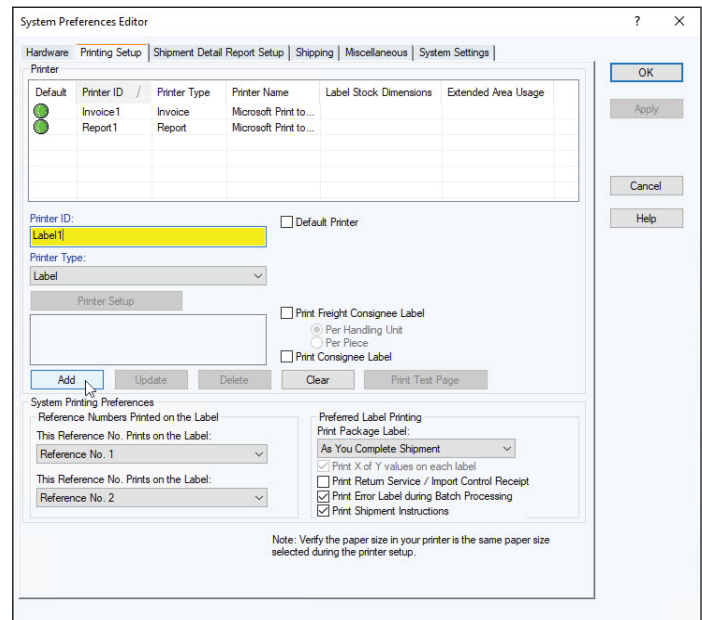 System Preferences Editor
? ×
Hardware Printing Setup Shipment Detail Report Setup Shipping Miscellaneous System Settings
Printer
Default Printer ID / Printer Type Printer Name Label Stock Dimensions Extended Area Usage
Invoice1 Invoice Microsoft Print to...
Report1 Report Microsoft Print to...
OK
Apply
Cancel
Help
Printer ID:
Label1
Default Printer
Printer Type:
Label
Printer Setup
Print Freight Consignee Label
Per Handling Unit
Per Piece
Print Consignee Label
Add Update Delete Clear Print Test Page
System Printing Preferences
Reference Numbers Printed on the Label
This Reference No. Prints on the Label:
Reference No. 1
This Reference No. Prints on the Label:
Reference No. 2
Preferred Label Printing
Print Package Label:
As You Complete Shipment
Print X of Y values on each label
Print Return Service / Import Control Receipt
Print Error Label during Batch Processing
Print Shipment Instructions
Note: Verify the paper size in your printer is the same paper size
selected during the printer setup.